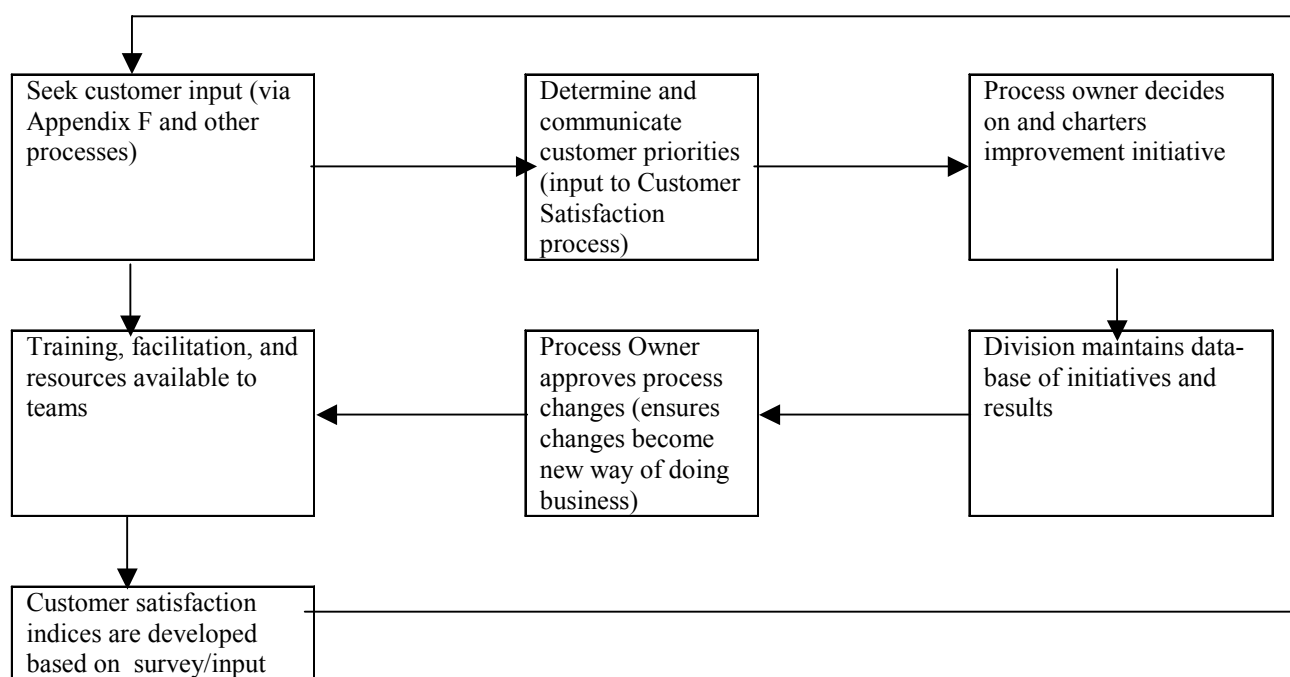 Seek customer input (via
Appendix F and other
processes)
Determine and
communicate
customer priorities
(input to Customer
Satisfaction
process)
Process owner decides
on and charters
improvement initiative
Training, facilitation, and
resources available to
teams
Process Owner
approves process
changes (ensures
changes become
new way of doing
business)
Division maintains data-
base of initiatives and
results
Customer satisfaction
indices are developed
based on  survey/input